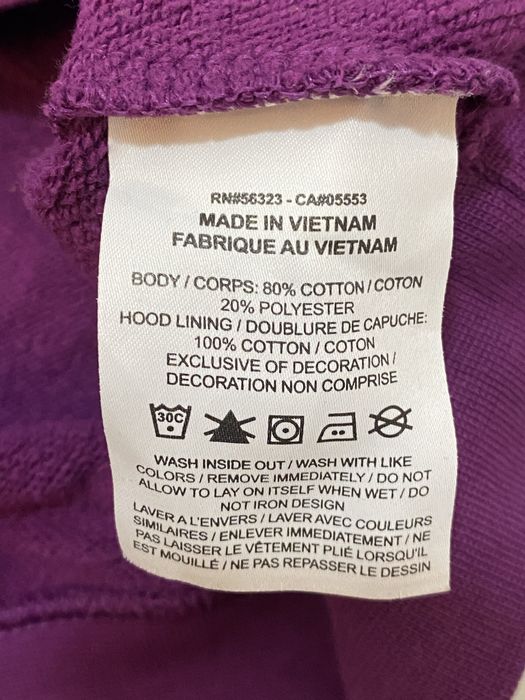 RN#56323 - CA#05553
MADE IN VIETNAM
FABRIQUE AU VIETNAM
BODY / CORPS: 80% COTTON / COTON
20% POLYESTER
HOOD LINING / DOUBLURE DE CAPUCHE:
100% COTTON / COTON
EXCLUSIVE OF DECORATION /
DECORATION NON COMPRISE
30C
WASH INSIDE OUT / WASH WITH LIKE
COLORS / REMOVE IMMEDIATELY / DO NOT
ALLOW TO LAY ON ITSELF WHEN WET / DO
NOT IRON DESIGN
LAVER A L'ENVERS / LAVER AVEC COULEURS
SIMILAIRES / ENLEVER IMMEDIATEMENT / NE
PAS LAISSER LE VÊTEMENT PLIÉ LORSQU'IL
EST MOUILLÉ / NE PAS REPASSER LE DESSIN